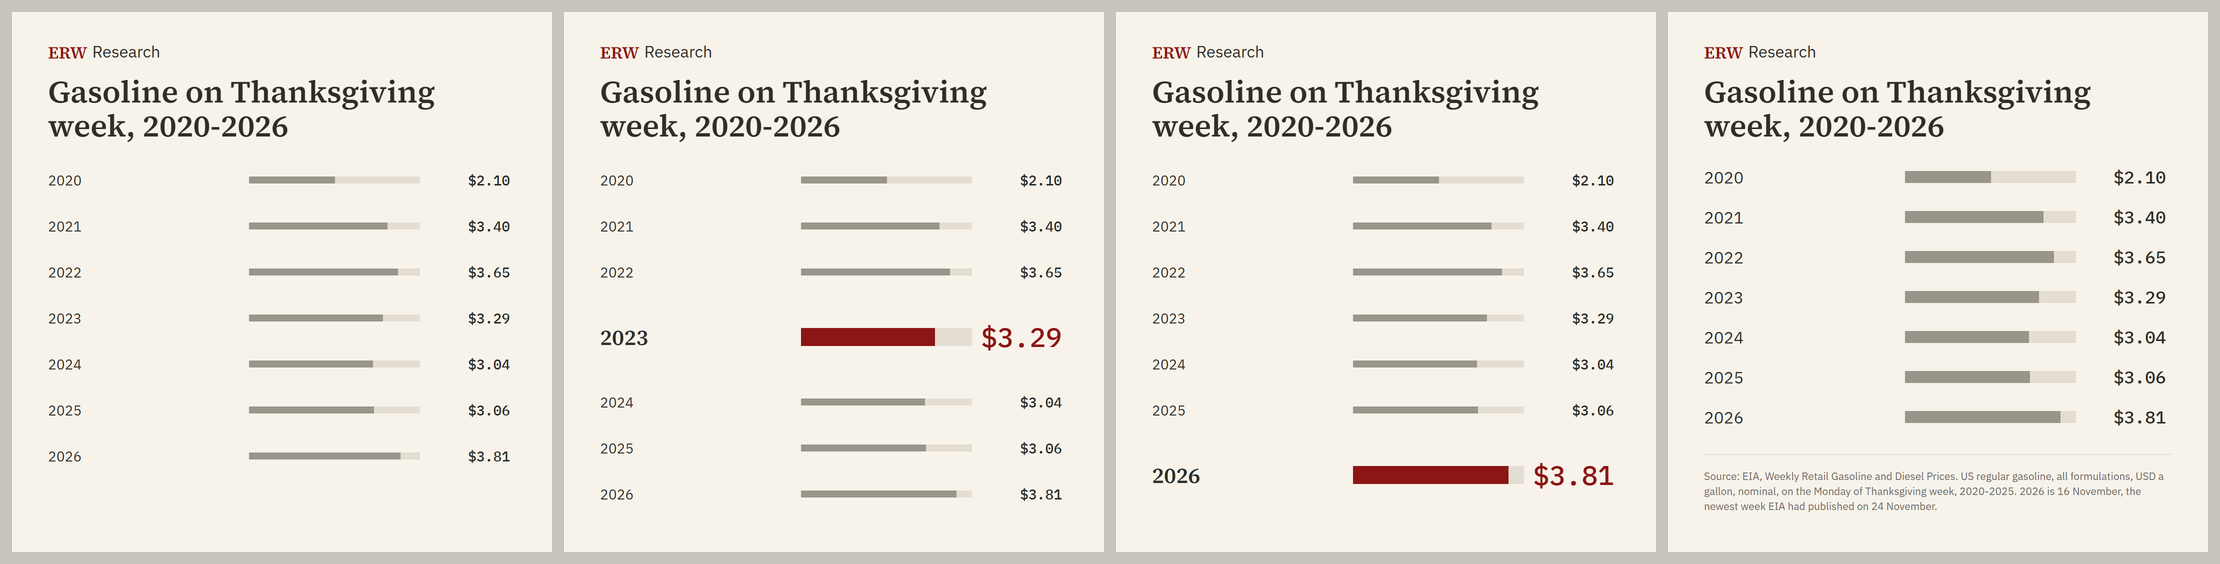 ERW Research
Gasoline on Thanksgiving
week, 2020-2026
2020 $2.10
2021 $3.40
2022 $3.65
2023 $3.29
2024 $3.04
2025 $3.06
2026 $3.81
ERW Research
Gasoline on Thanksgiving
week, 2020-2026
2020 $2.10
2021 $3.40
2022 $3.65
2023 $3.29
2024 $3.04
2025 $3.06
2026 $3.81
ERW Research
Gasoline on Thanksgiving
week, 2020-2026
2020 $2.10
2021 $3.40
2022 $3.65
2023 $3.29
2024 $3.04
2025 $3.06
2026 $3.81
ERW Research
Gasoline on Thanksgiving
week, 2020-2026
2020 $2.10
2021 $3.40
2022 $3.65
2023 $3.29
2024 $3.04
2025 $3.06
2026 $3.81
Source: EIA, Weekly Retail Gasoline and Diesel Prices. US regular gasoline, all formulations, USD a
gallon, nominal, on the Monday of Thanksgiving week, 2020-2025. 2026 is 16 November, the
newest week EIA had published on 24 November.